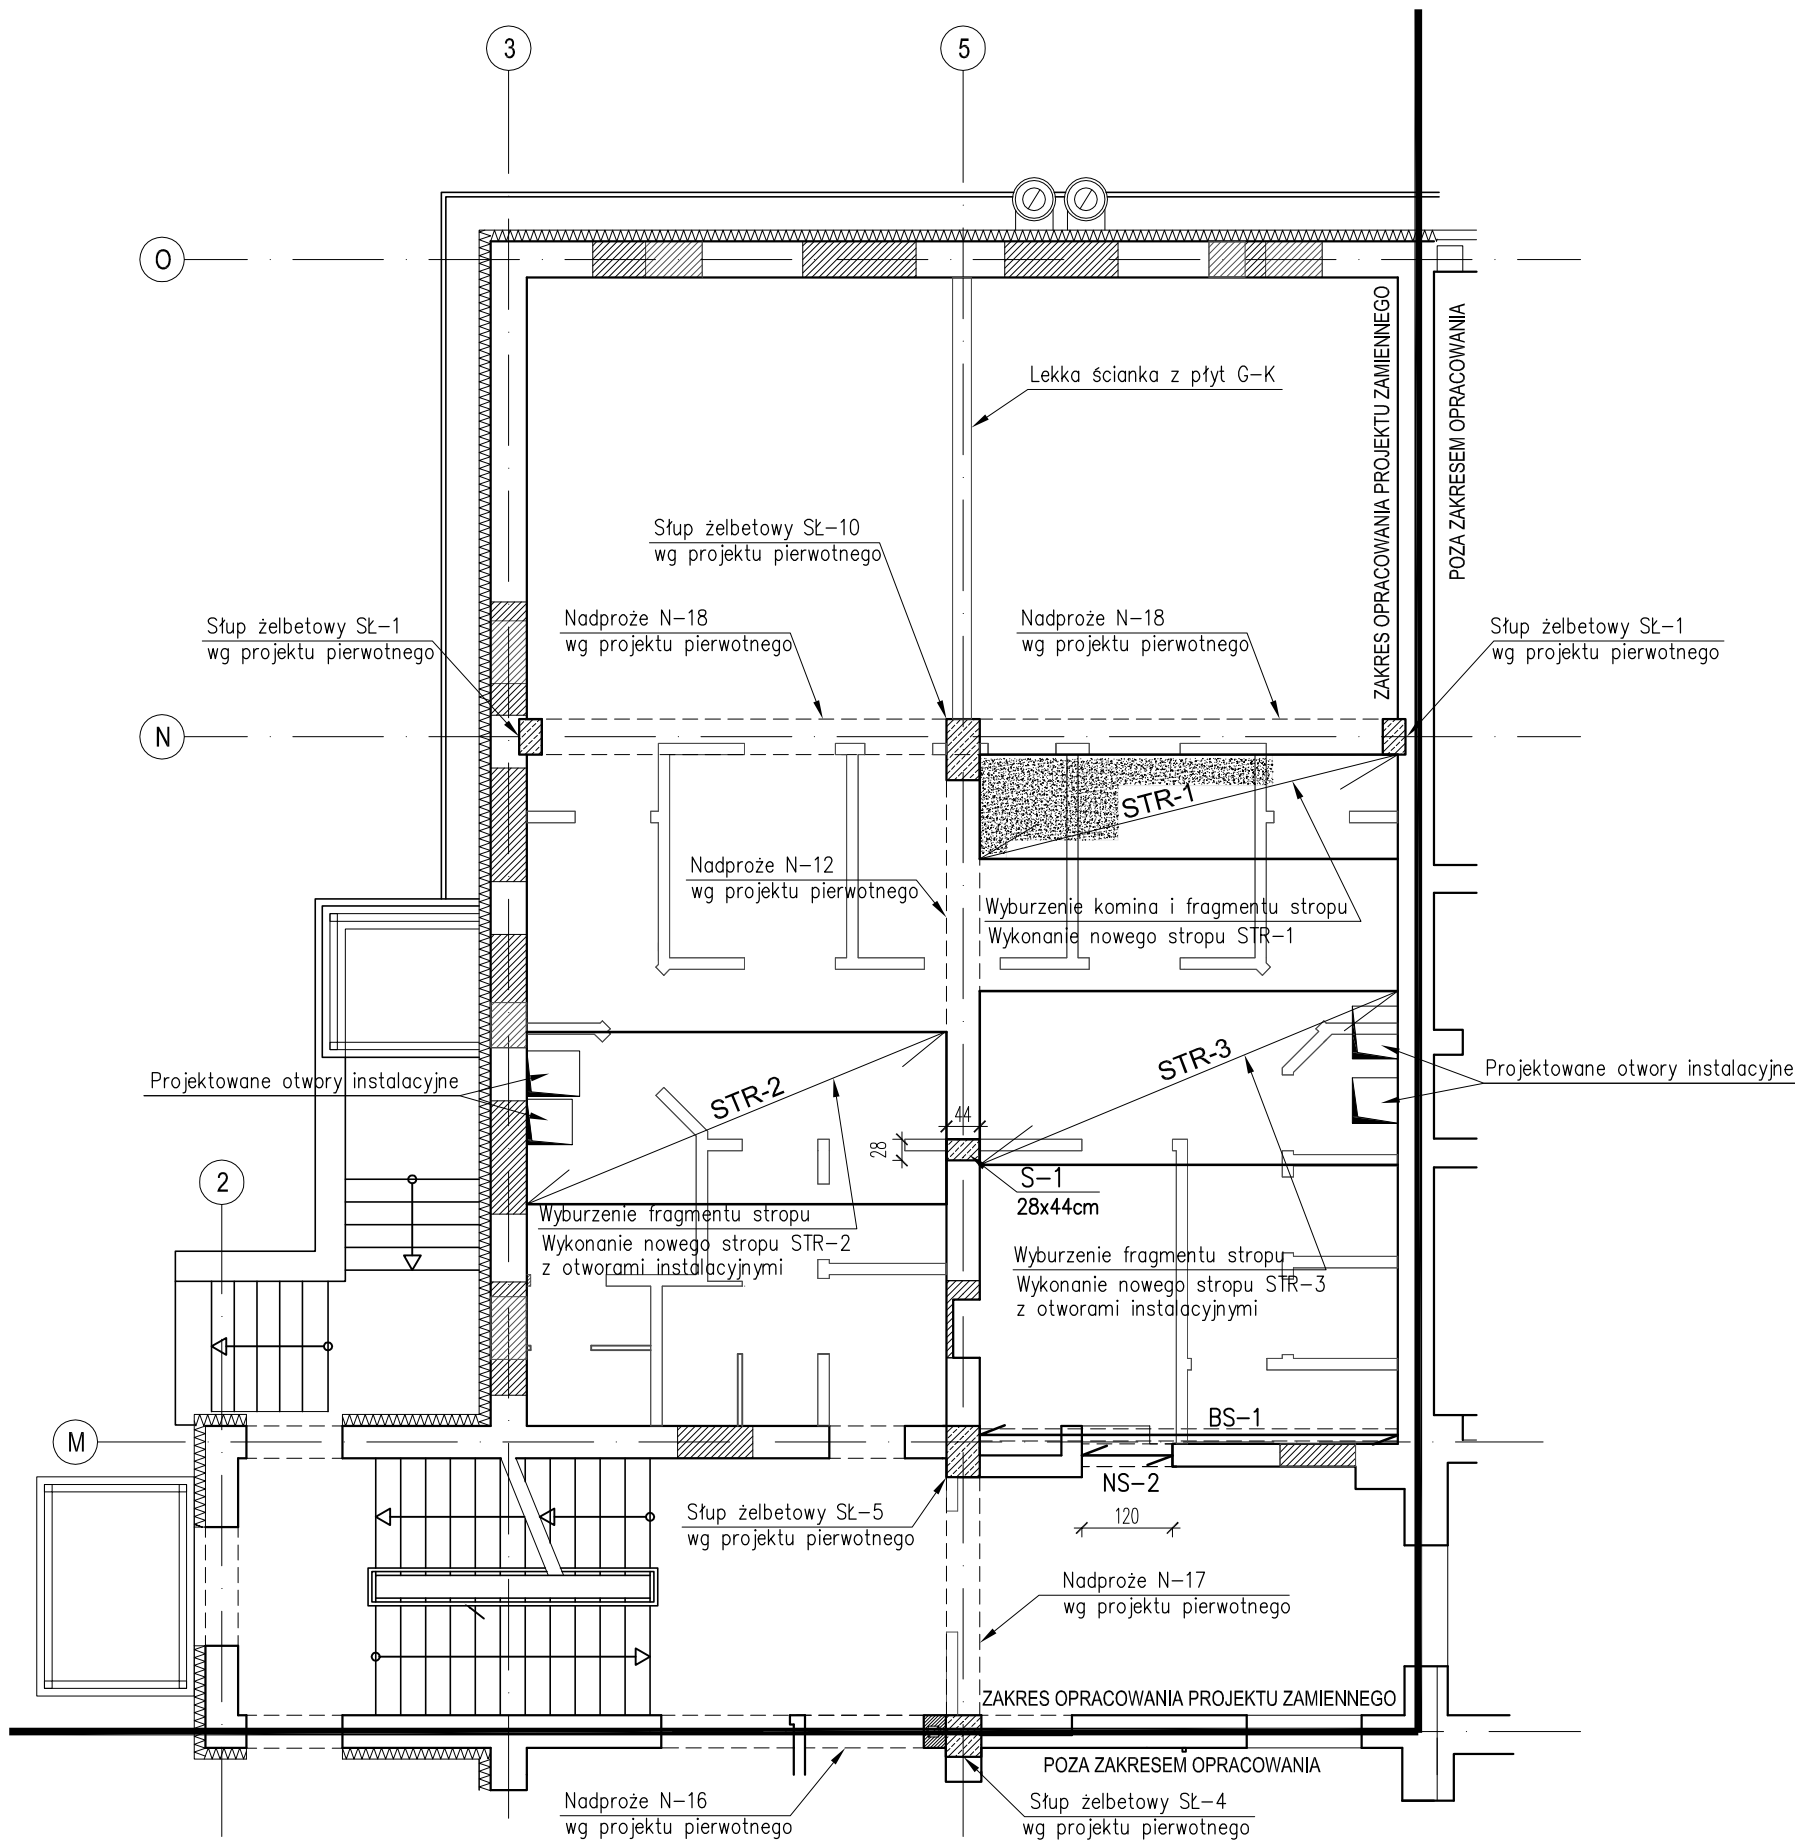 3
5
O
ZAKRES OPRACOWANIA PROJEKTU ZAMIENNEGO
POZA ZAKRESEM OPRACOWANIA
Lekka ścianka z płyt G-K
Słup żelbetowy SŁ-10
wg projektu pierwotnego
Słup żelbetowy SŁ-1
wg projektu pierwotnego
Nadproże N-18
wg projektu pierwotnego
Nadproże N-18
wg projektu pierwotnego
Słup żelbetowy SŁ-1
wg projektu pierwotnego
N
STR-1
Nadproże N-12
wg projektu pierwotnego
Wyburzenie komina i fragmentu stropu
Wykonanie nowego stropu STR-1
Projektowane otwory instalacyjne
STR-2
STR-3
Projektowane otwory instalacyjne
44
28
2
S-1
28x44cm
Wyburzenie fragmentu stropu
Wykonanie nowego stropu STR-2
z otworami instalacyjnymi
Wyburzenie fragmentu stropu
Wykonanie nowego stropu STR-3
z otworami instalacyjnymi
M
BS-1
NS-2
120
Słup żelbetowy SŁ-5
wg projektu pierwotnego
Nadproże N-17
wg projektu pierwotnego
ZAKRES OPRACOWANIA PROJEKTU ZAMIENNEGO
POZA ZAKRESEM OPRACOWANIA
Nadproże N-16
wg projektu pierwotnego
Słup żelbetowy SŁ-4
wg projektu pierwotnego